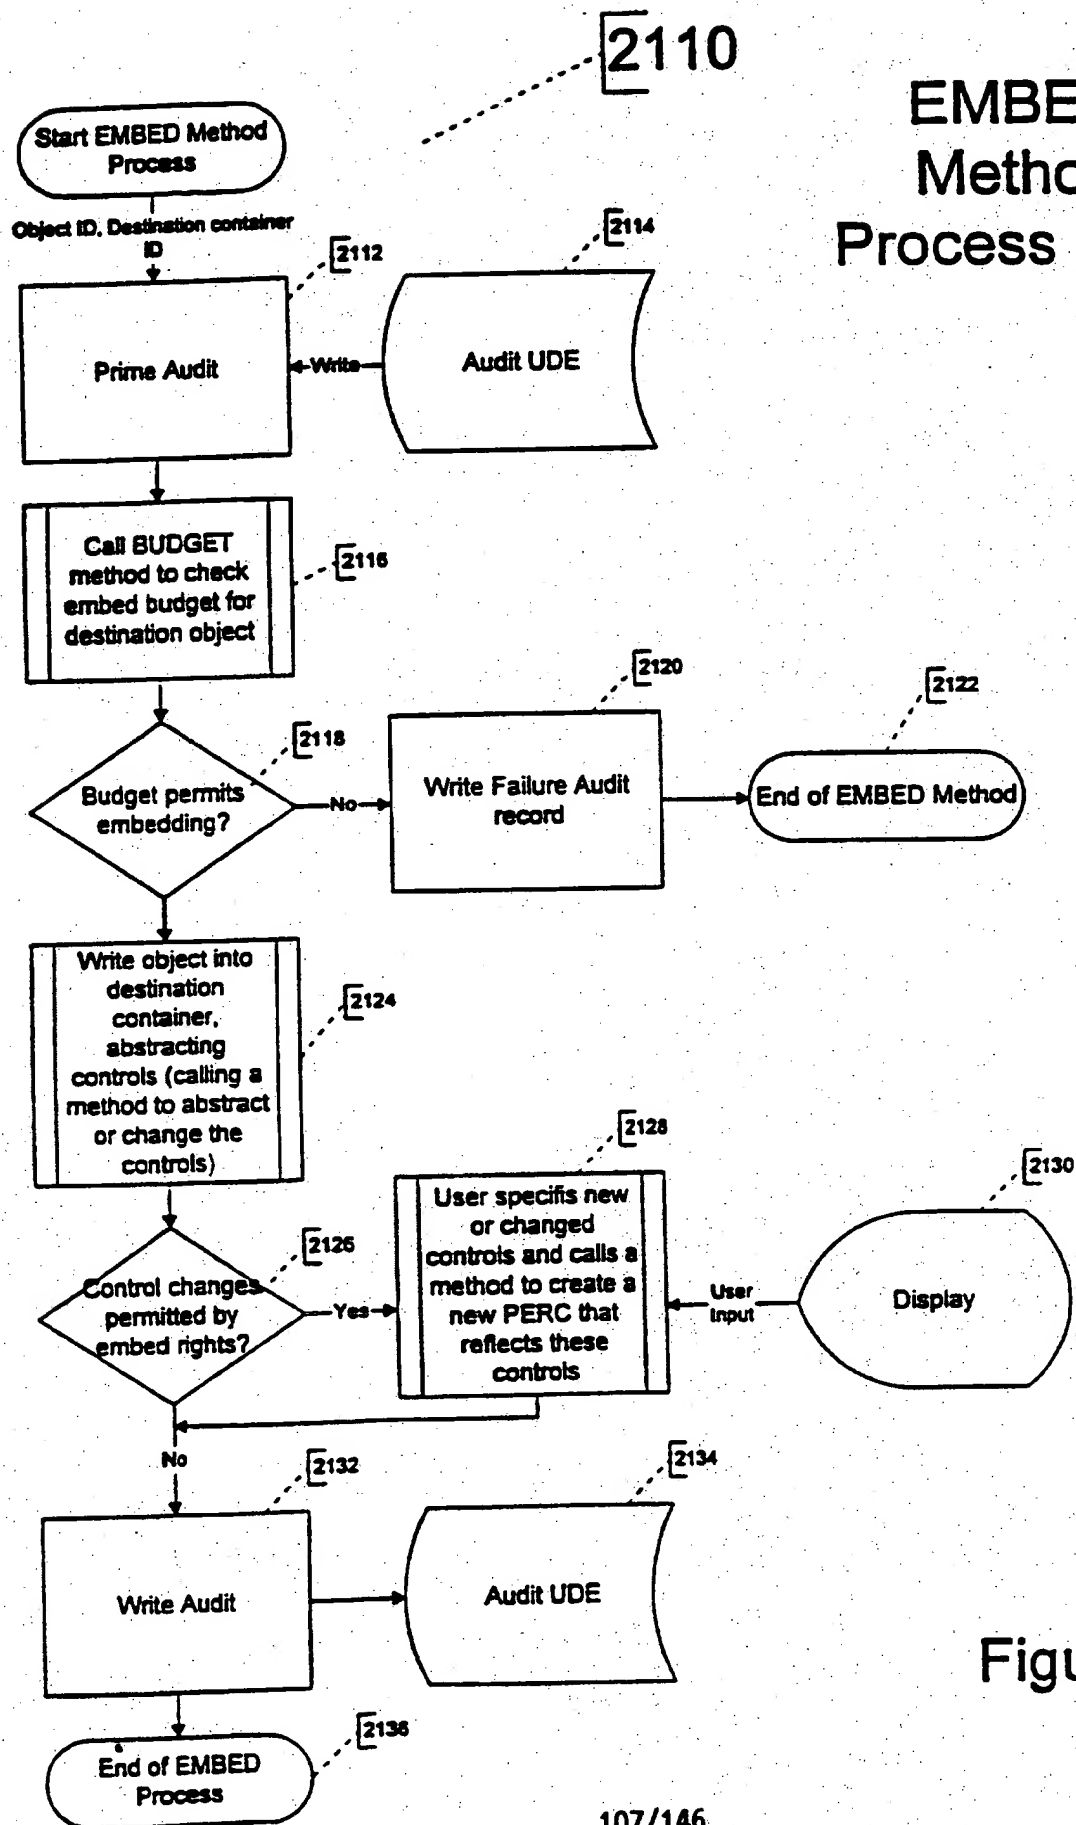 2110
EMBE
Metho
Process
Start EMBED Method
Process
Object ID, Destination container
ID
2112
2114
Prime Audit
Write
Audit UDE
Call BUDGET
method to check
embed budget for
destination object
2116
2118
2120
2122
Budget permits
embedding?
No
Write Failure Audit
record
End of EMBED Method
Write object into
destination
container,
abstracting
controls (calling a
method to abstract
or change the
controls)
2124
2126
2128
2130
Control changes
permitted by
embed rights?
Yes
User specifis new
or changed
controls and calls a
method to create a
new PERC that
reflects these
controls
User
Input
Display
No
2132
2134
Write Audit
Audit UDE
Figu
2136
End of EMBED
Process
107/146